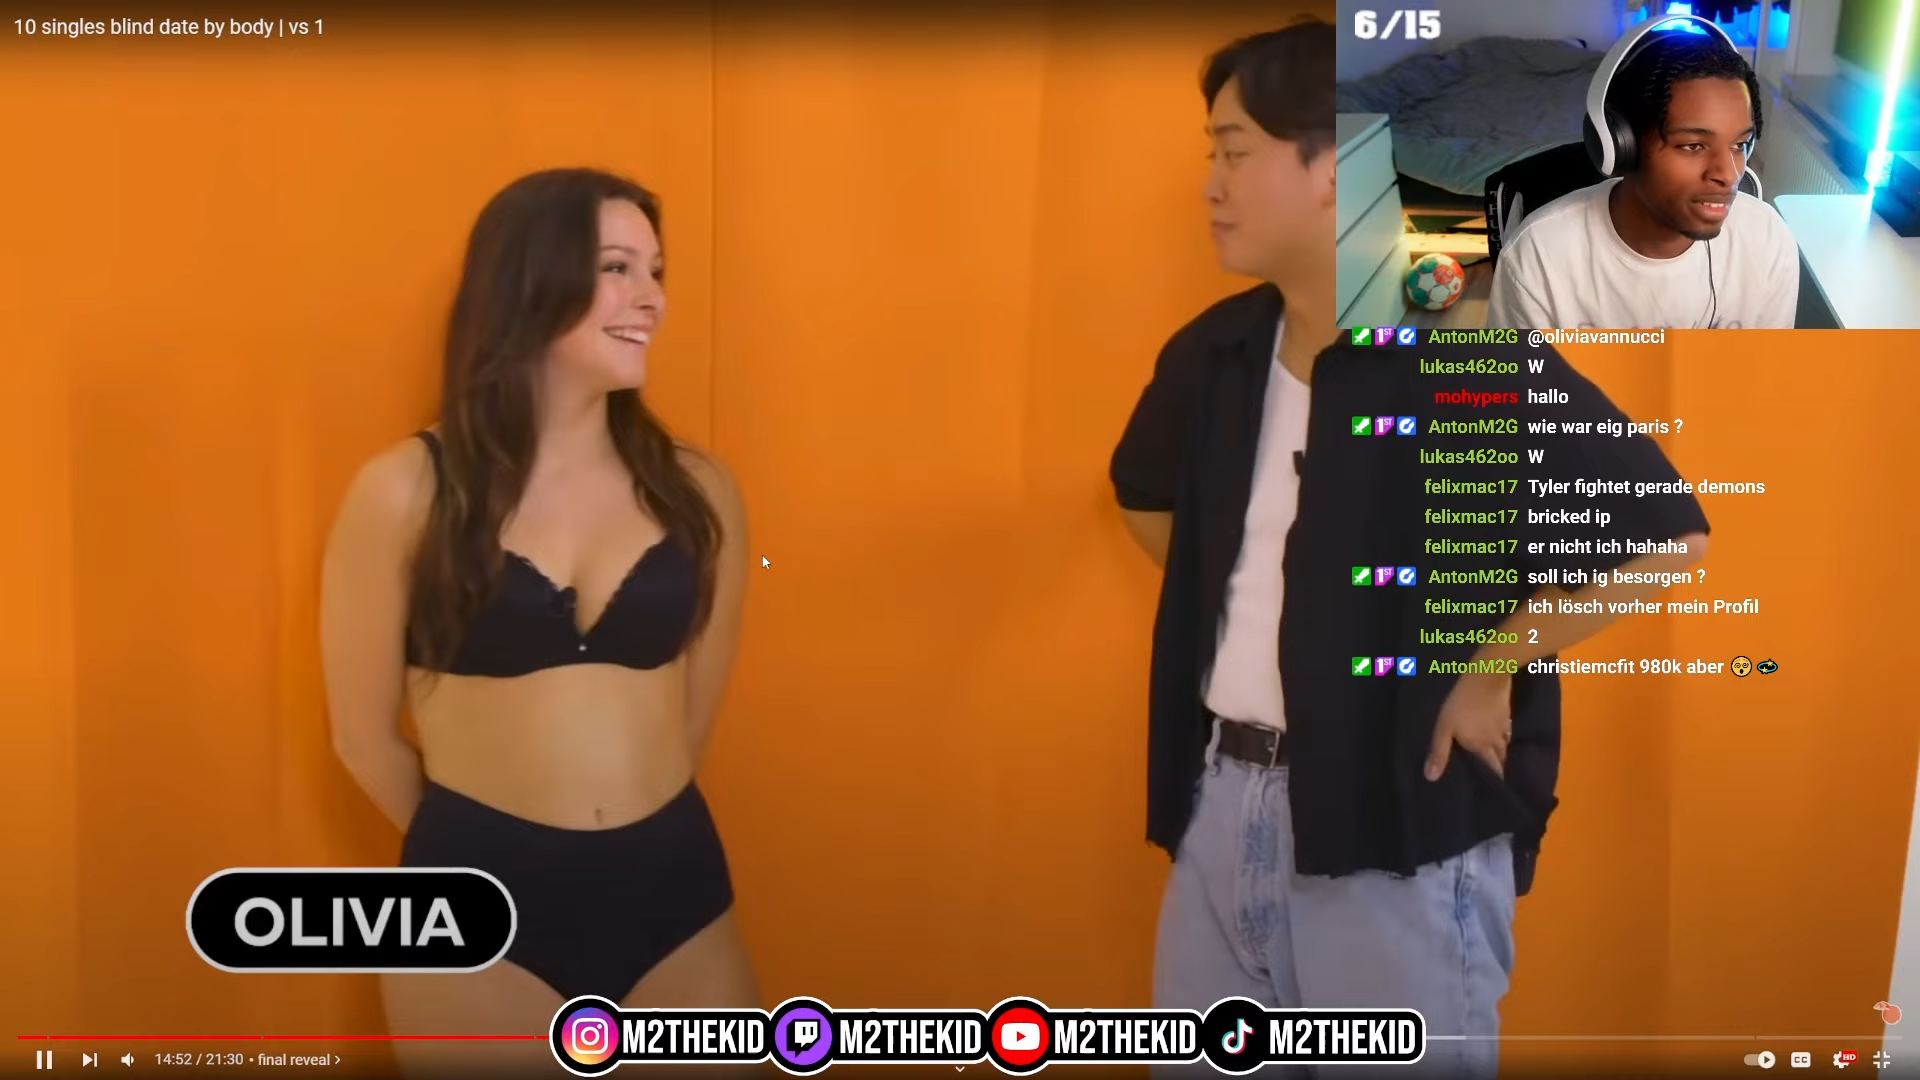 10 singles blind date by body | vs 1
6/15
AntonM2G @oliviavannucci
lukas462oo W
mohypers hallo
AntonM2G wie war eig paris ?
lukas462oo W
felixmac17 Tyler fightet gerade demons
felixmac17 bricked ip
felixmac17 er nicht ich hahaha
AntonM2G soll ich ig besorgen ?
felixmac17 ich lösch vorher mein Profil
lukas462oo 2
AntonM2G christiemcfit 980k aber
OLIVIA
M2THEKID M2THEKID M2THEKID M2THEKID
14:52 / 21:30 • final reveal >
CC HD